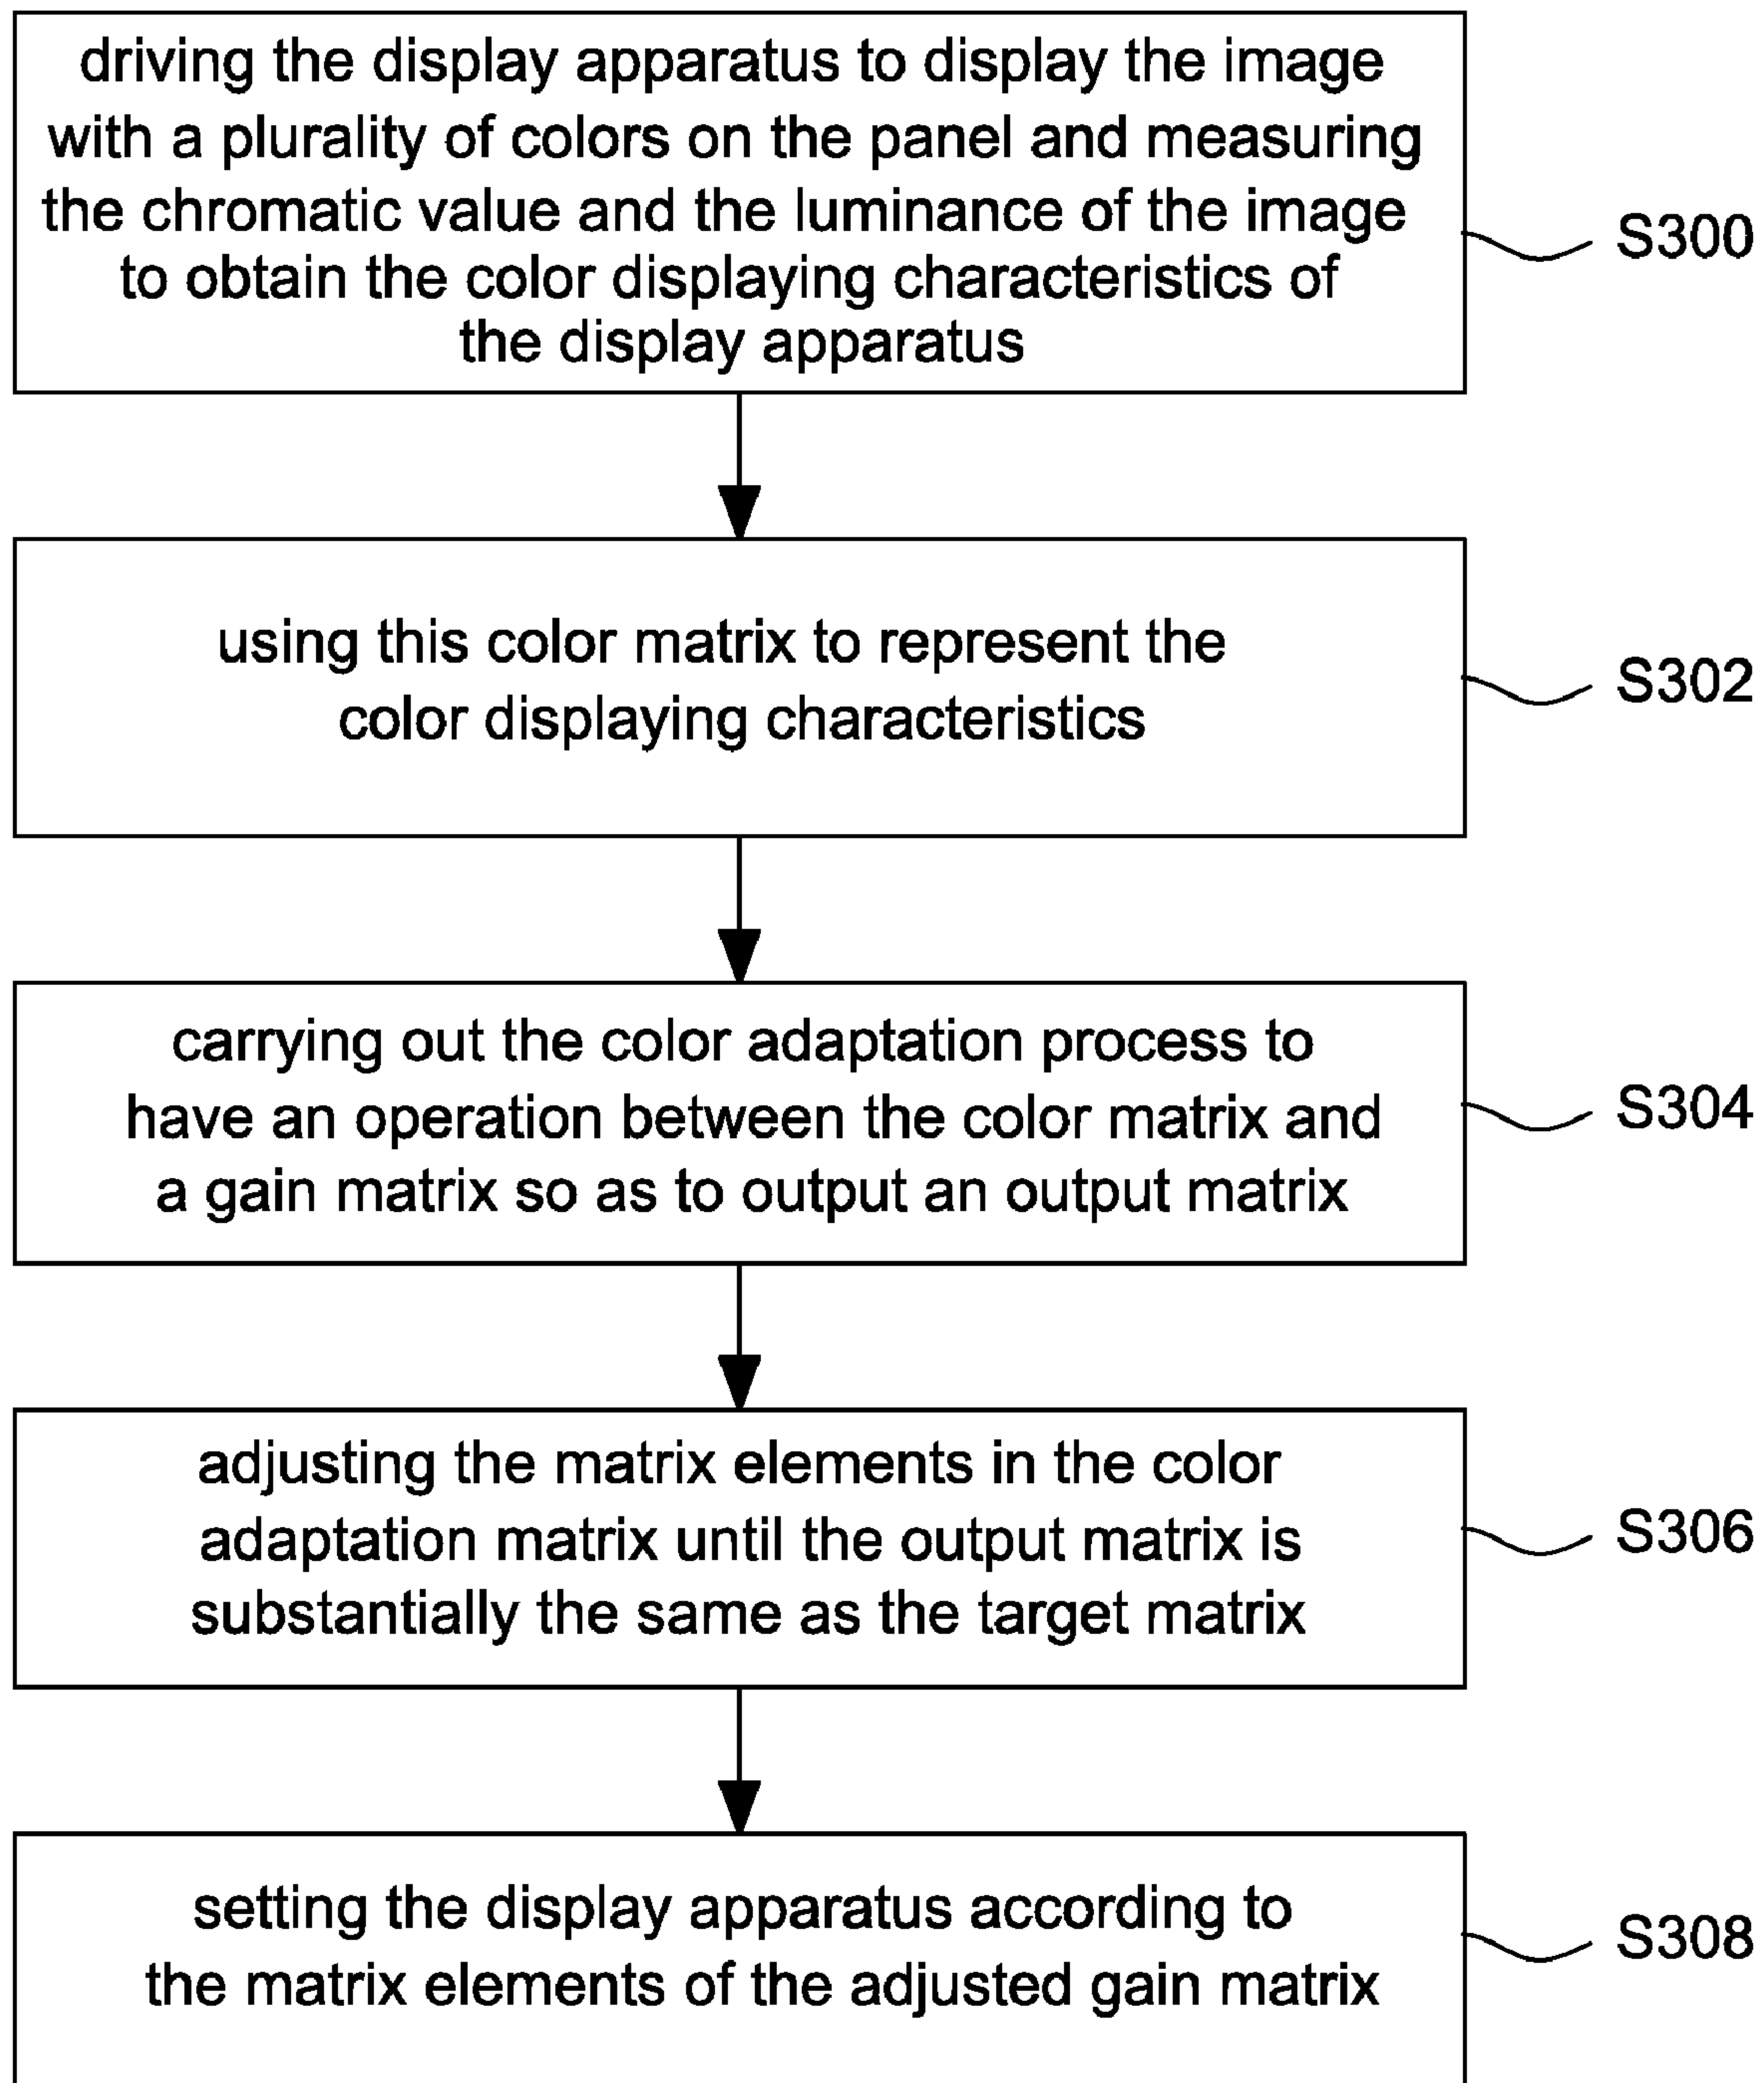 driving the display apparatus to display the image
with a plurality of colors on the panel and measuring
the chromatic value and the luminance of the image
to obtain the color displaying characteristics of
the display apparatus
S300
using this color matrix to represent the
color displaying characteristics
S302
carrying out the color adaptation process to
have an operation between the color matrix and
a gain matrix so as to output an output matrix
S304
adjusting the matrix elements in the color
adaptation matrix until the output matrix is
substantially the same as the target matrix
S306
setting the display apparatus according to
the matrix elements of the adjusted gain matrix
S308